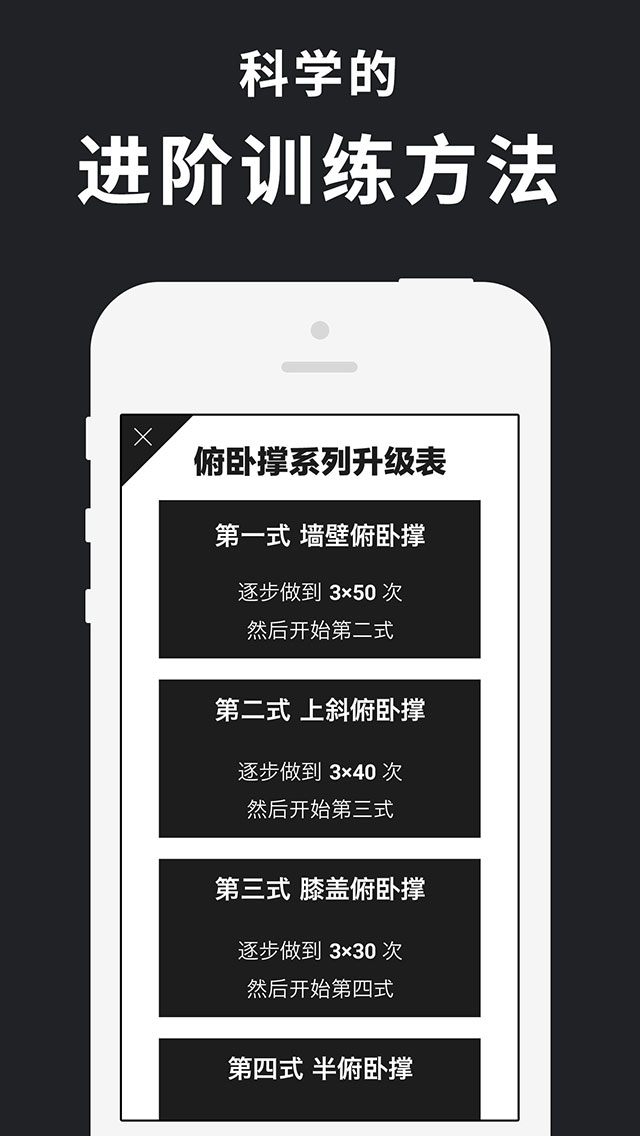 科学的
进阶训练方法
俯卧撑系列升级表
第一式 墙壁俯卧撑
逐步做到 3×50 次
然后开始第二式
第二式 上斜俯卧撑
逐步做到 3×40 次
然后开始第三式
第三式 膝盖俯卧撑
逐步做到 3×30 次
然后开始第四式
第四式 半俯卧撑